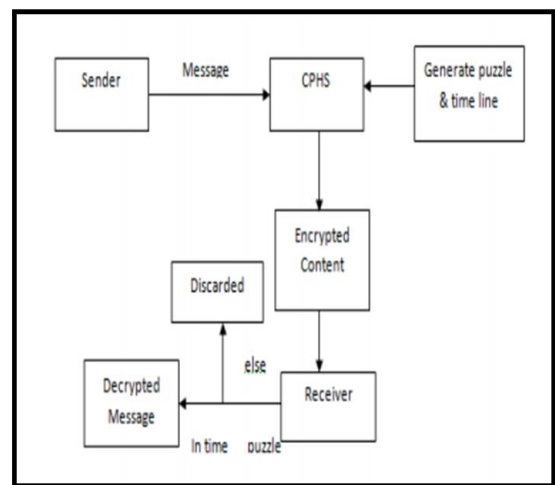 Sender
Message
CPHS
Generate puzzle
& time line
Encrypted
Content
Discarded
else
Decrypted
Message
Receiver
In time puzzle